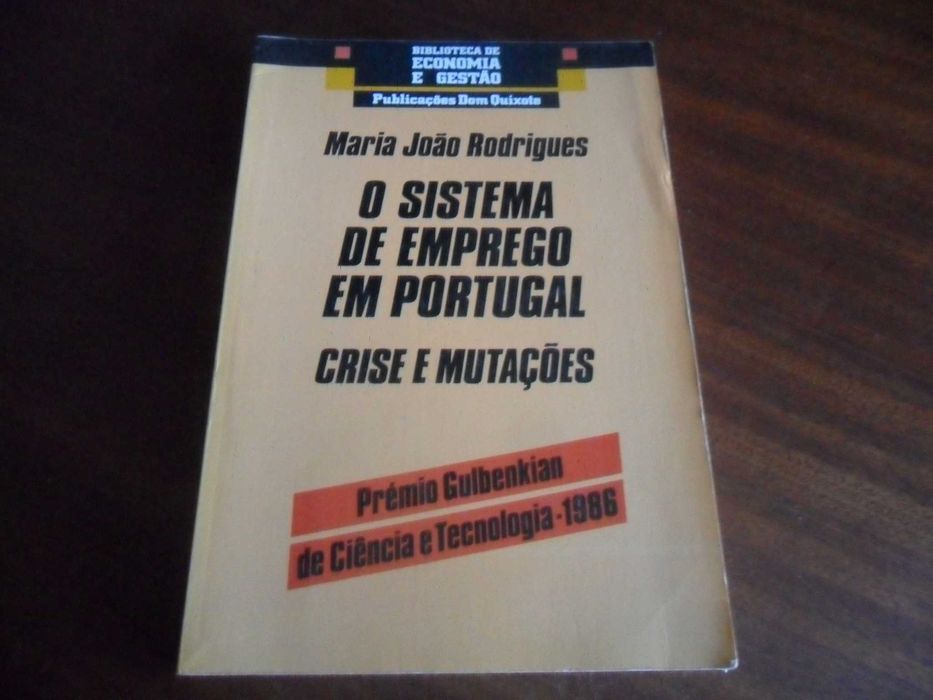 BIBLIOTECA DE
ECONOMIA
E GESTÃO
Publicações Dom Quixote
Maria João Rodrigues
O SISTEMA
DE EMPREGO
EM PORTUGAL
CRISE E MUTAÇÕES
Prémio Gulbenkian
de Ciência e Tecnologia-1986